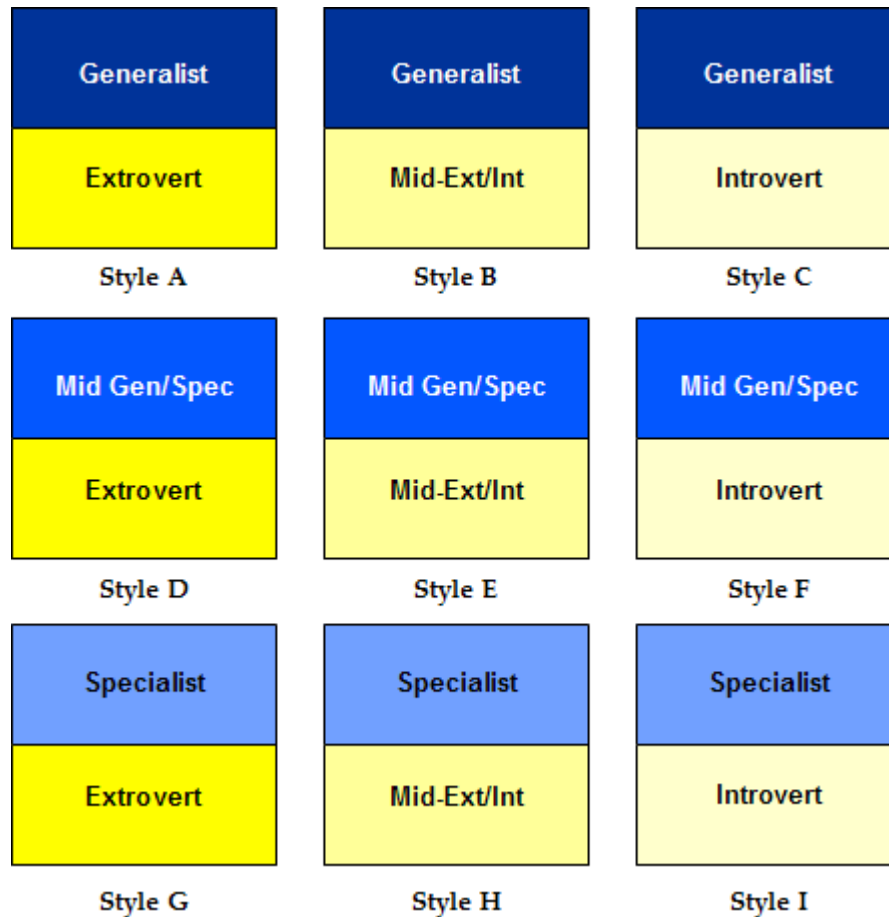 Generalist Generalist Generalist
Extrovert Mid-Ext/Int Introvert
Style A Style B Style C
Mid Gen/Spec Mid Gen/Spec Mid Gen/Spec
Extrovert Mid-Ext/Int Introvert
Style D Style E Style F
Specialist Specialist Specialist
Extrovert Mid-Ext/Int Introvert
Style G Style H Style I